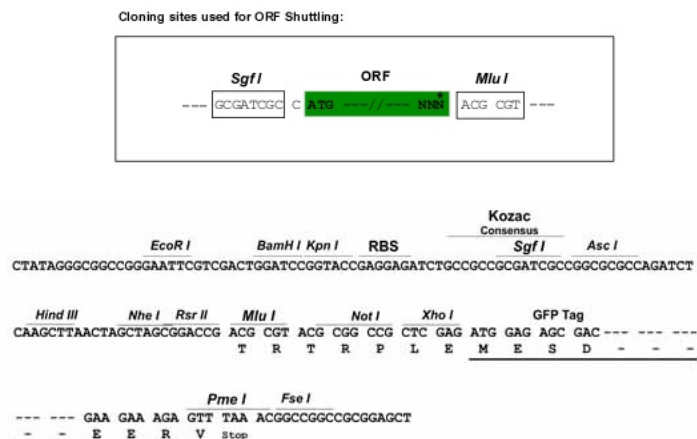 Cloning sites used for ORF Shuttling:
Sgf I ORF Mlu I
*
--- GCGATCGC C ATG ---//--- NNN ACG CGT ---
Kozac
Consensus
EcoR I BamH I Kpn I RBS Sgf I Asc I
CTATAGGGCGGCCGGGAATTCGTCGACTGGATCCGGTACCGAGGAGATCTGCCGCCGCGATCGCCGGCGCGCCAGATCT
Hind III Nhe I Rsr II Mlu I Not I Xho I GFP Tag
CAAGCTTAACTAGCTAGCGGACCG ACG CGT ACG CGG CCG CTC GAG ATG GAG AGC GAC--- --- ---
T R T R P L E M E S D - - -
Pme I Fse I
--- --- GAA GAA AGA GTT TAA ACGGCCGGCCGCGGAGCT
- - E E R V Stop